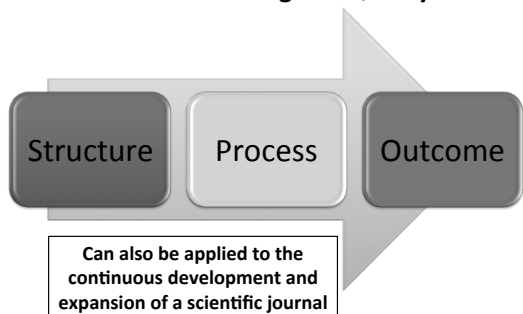 Structure Process Outcome
Can also be applied to the
continuous development and
expansion of a scientific journal